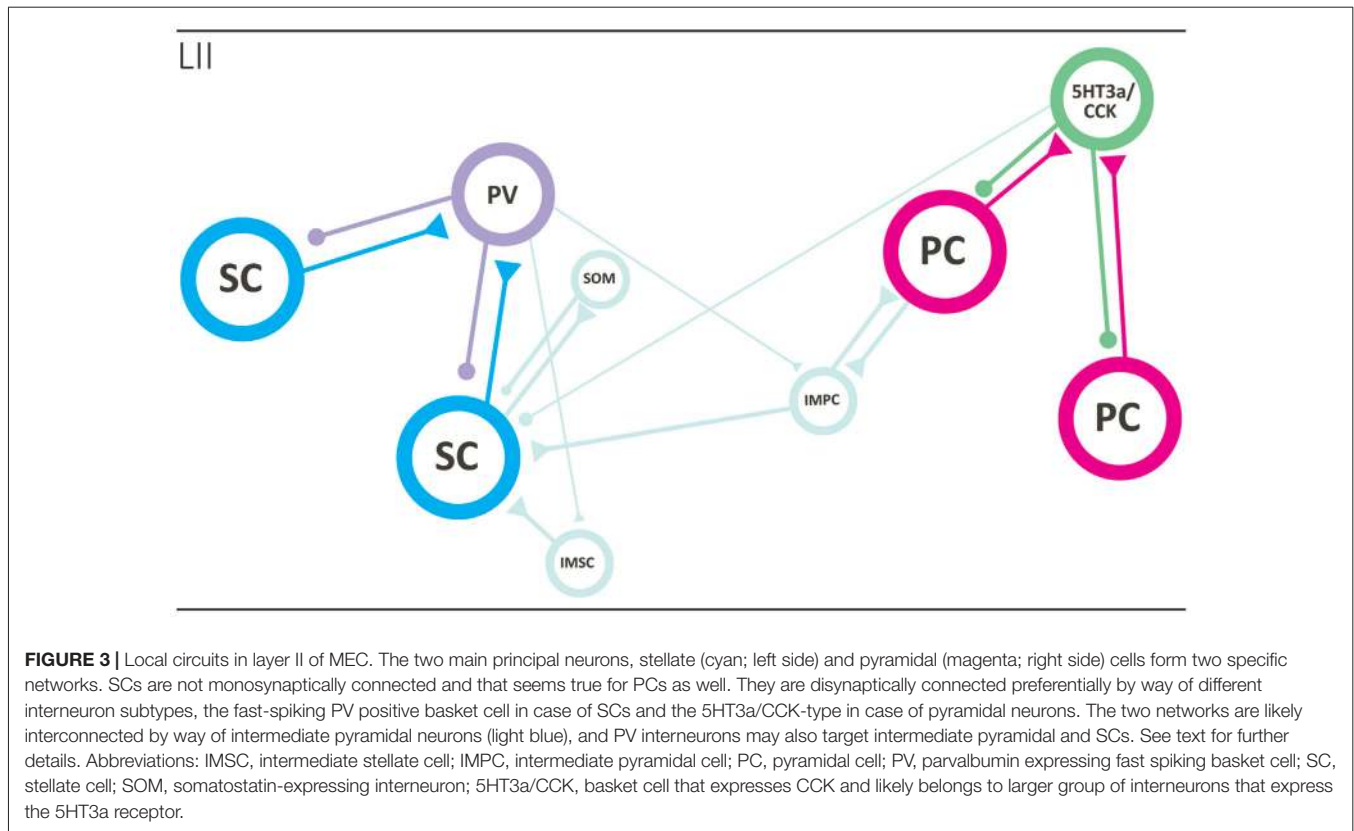 LII
5HT3a/
CCK
PV
SC
SOM
PC
IMPC
PC
SC
IMSC
FIGURE 3 | Local circuits in layer II of MEC. The two main principal neurons, stellate (cyan; left side) and pyramidal (magenta; right side) cells form two specific
networks. SCs are not monosynaptically connected and that seems true for PCs as well. They are disynaptically connected preferentially by way of different
interneuron subtypes, the fast-spiking PV positive basket cell in case of SCs and the 5HT3a/CCK-type in case of pyramidal neurons. The two networks are likely
interconnected by way of intermediate pyramidal neurons (light blue), and PV interneurons may also target intermediate pyramidal and SCs. See text for further
details. Abbreviations: IMSC, intermediate stellate cell; IMPC, intermediate pyramidal cell; PC, pyramidal cell; PV, parvalbumin expressing fast spiking basket cell; SC,
stellate cell; SOM, somatostatin-expressing interneuron; 5HT3a/CCK, basket cell that expresses CCK and likely belongs to larger group of interneurons that express
the 5HT3a receptor.